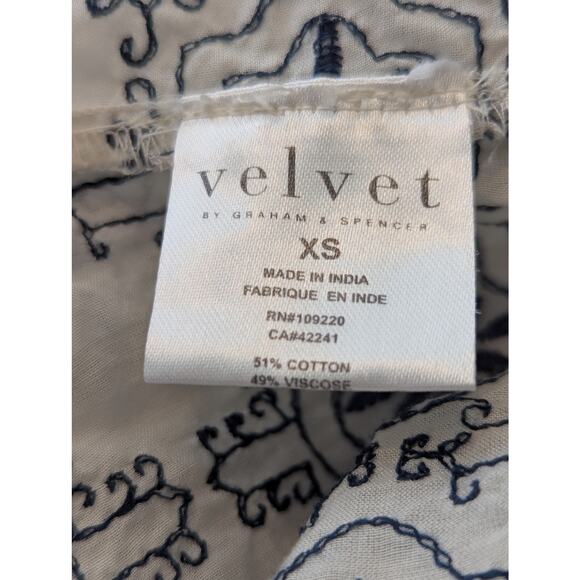 velvet
BY GRAHAM & SPENCER
XS
MADE IN INDIA
FABRIQUE EN INDE
RN#109220
CA#42241
51% COTTON
49% VISCOSE